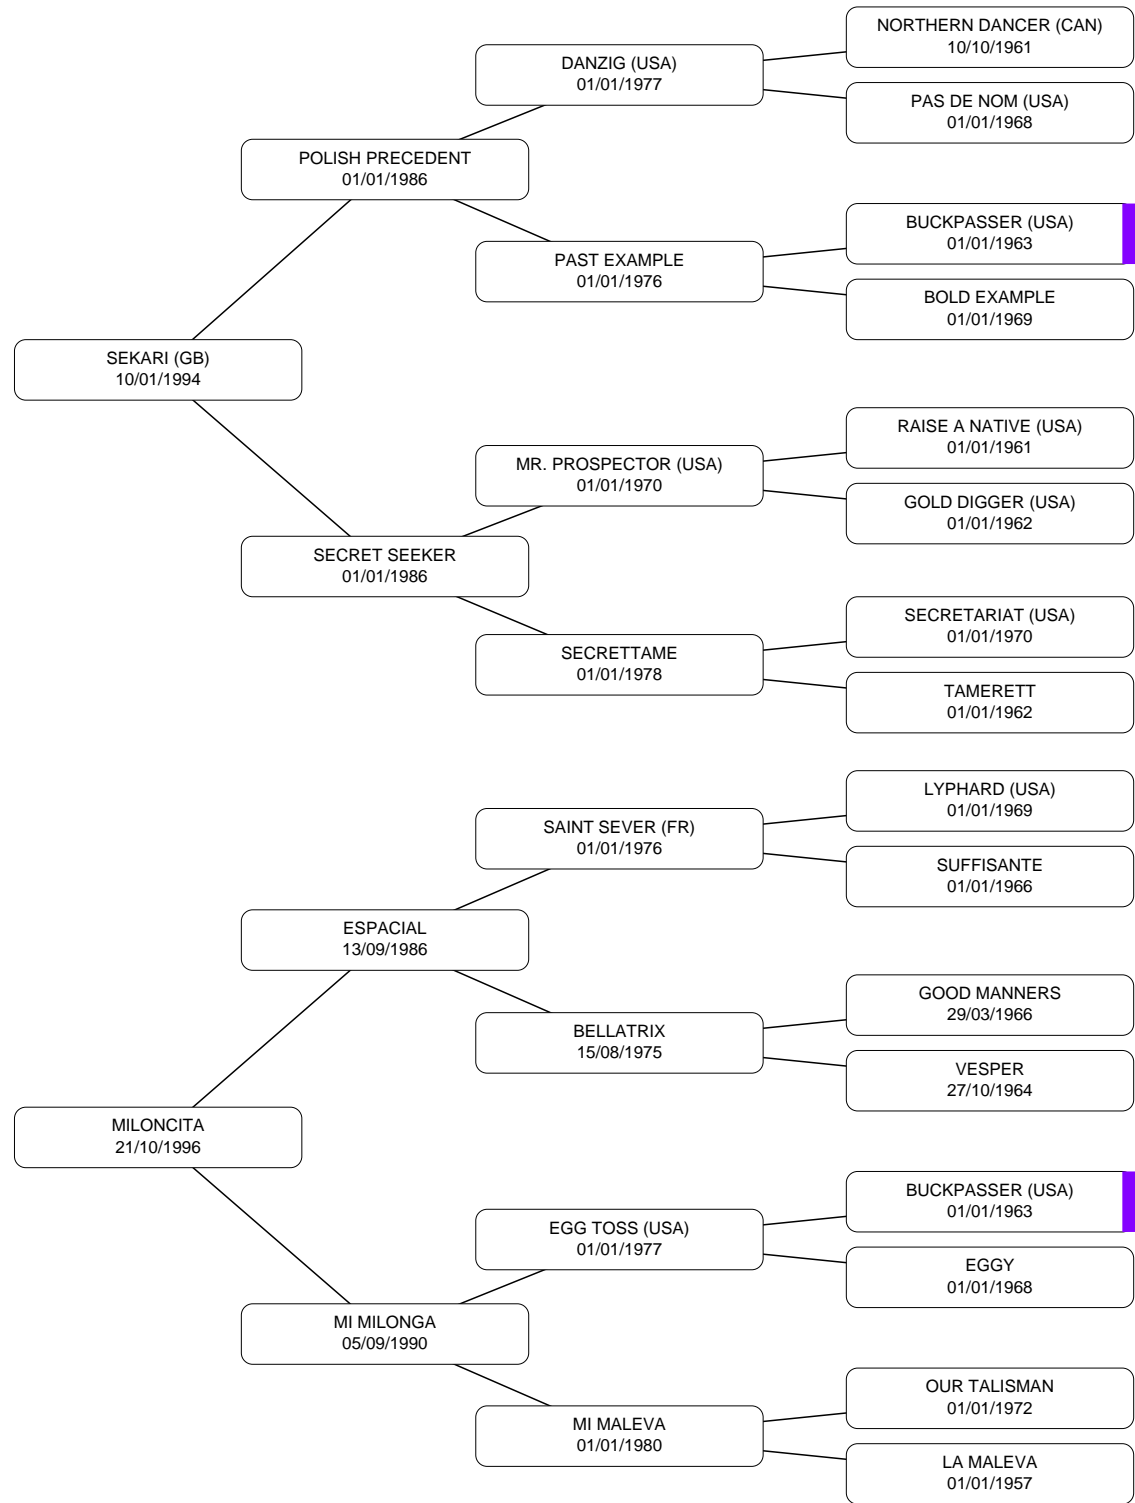 NORTHERN DANCER (CAN)
10/10/1961
DANZIG (USA)
01/01/1977
PAS DE NOM (USA)
01/01/1968
POLISH PRECEDENT
01/01/1986
BUCKPASSER (USA)
01/01/1963
PAST EXAMPLE
01/01/1976
BOLD EXAMPLE
01/01/1969
SEKARI (GB)
10/01/1994
RAISE A NATIVE (USA)
01/01/1961
MR. PROSPECTOR (USA)
01/01/1970
GOLD DIGGER (USA)
01/01/1962
SECRET SEEKER
01/01/1986
SECRETARIAT (USA)
01/01/1970
SECRETTAME
01/01/1978
TAMERETT
01/01/1962
LYPHARD (USA)
01/01/1969
SAINT SEVER (FR)
01/01/1976
SUFFISANTE
01/01/1966
ESPACIAL
13/09/1986
GOOD MANNERS
29/03/1966
BELLATRIX
15/08/1975
VESPER
27/10/1964
MILONCITA
21/10/1996
BUCKPASSER (USA)
01/01/1963
EGG TOSS (USA)
01/01/1977
EGGY
01/01/1968
MI MILONGA
05/09/1990
OUR TALISMAN
01/01/1972
MI MALEVA
01/01/1980
LA MALEVA
01/01/1957